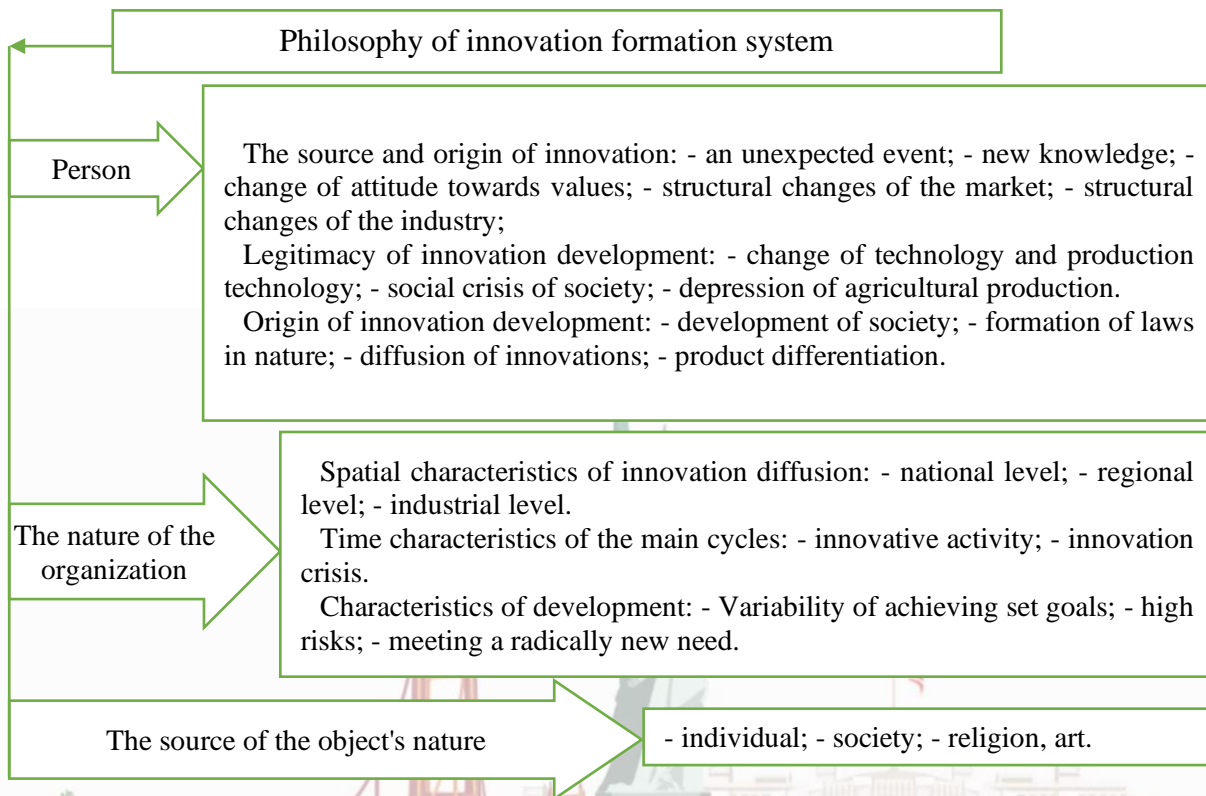 Philosophy of innovation formation system
Person
The source and origin of innovation: - an unexpected event; - new knowledge; -
change of attitude towards values; - structural changes of the market; - structural
changes of the industry;
Legitimacy of innovation development: - change of technology and production
technology; - social crisis of society; - depression of agricultural production.
Origin of innovation development: - development of society; - formation of laws
in nature; - diffusion of innovations; - product differentiation.
The nature of the
organization
Spatial characteristics of innovation diffusion: - national level; - regional
level; - industrial level.
Time characteristics of the main cycles: - innovative activity; - innovation
crisis.
Characteristics of development: - Variability of achieving set goals; - high
risks; - meeting a radically new need.
The source of the object's nature
- individual; - society; - religion, art.